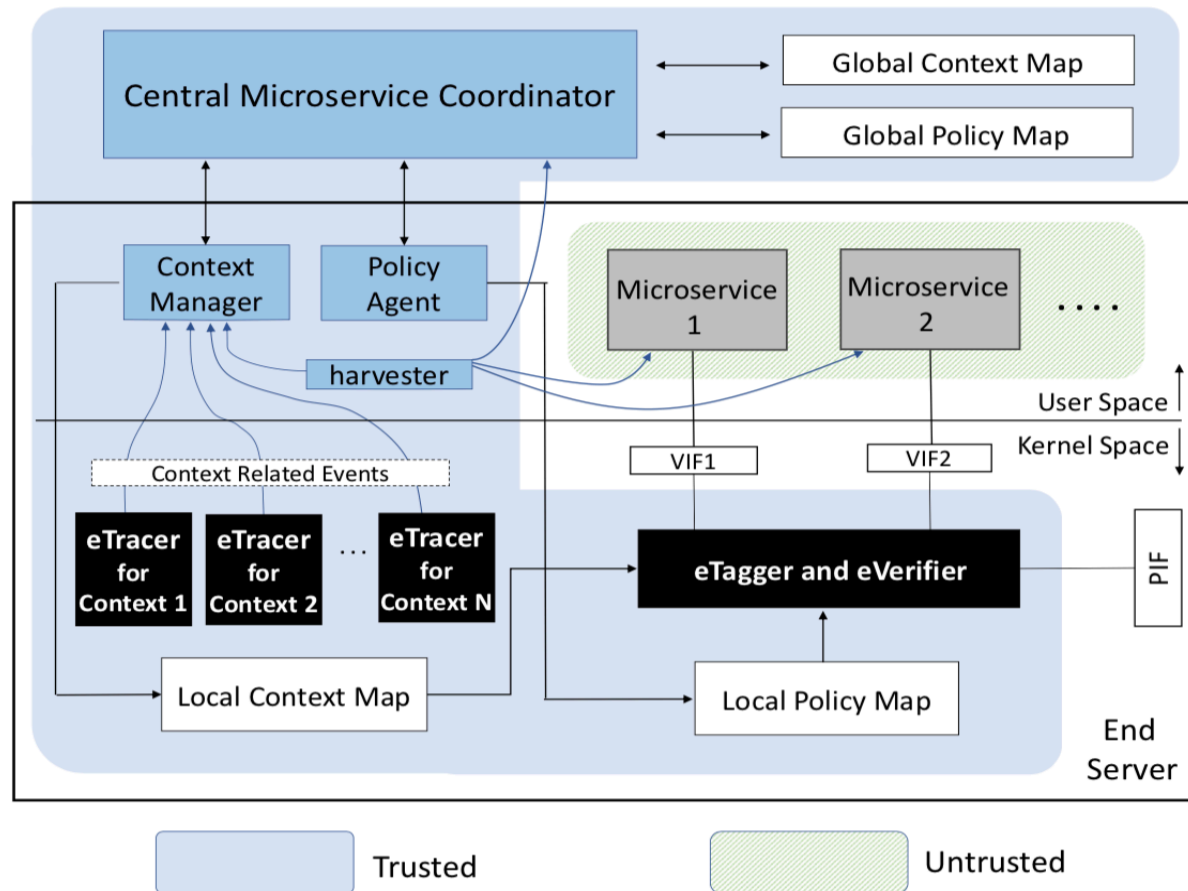 Central Microservice Coordinator
Global Context Map
Global Policy Map
Context
Manager
Policy
Agent
Microservice
1
Microservice
2
....
harvester
User Space
Kernel Space
Context Related Events
VIF1
VIF2
eTracer
for
Context 1
eTracer
for
Context 2
...
eTracer
for
Context N
eTagger and eVerifier
PIF
Local Context Map
Local Policy Map
End
Server
Trusted
Untrusted